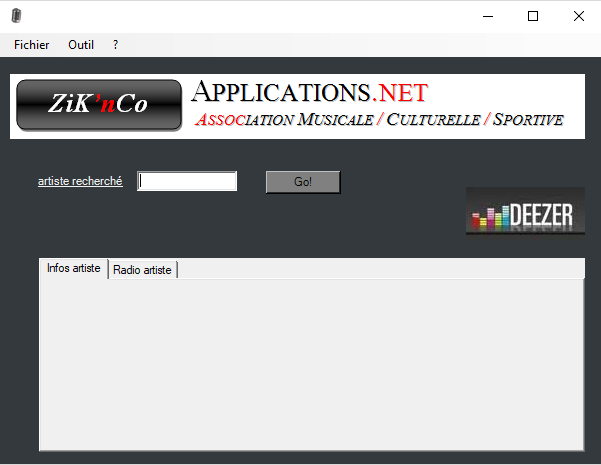 Fichier Outil ?
ZiK'nCo
APPLICATIONS.NET
ASSOCIATION MUSICALE / CULTURELLE / SPORTIVE
artiste recherché
Go!
DEEZER
Infos artiste Radio artiste